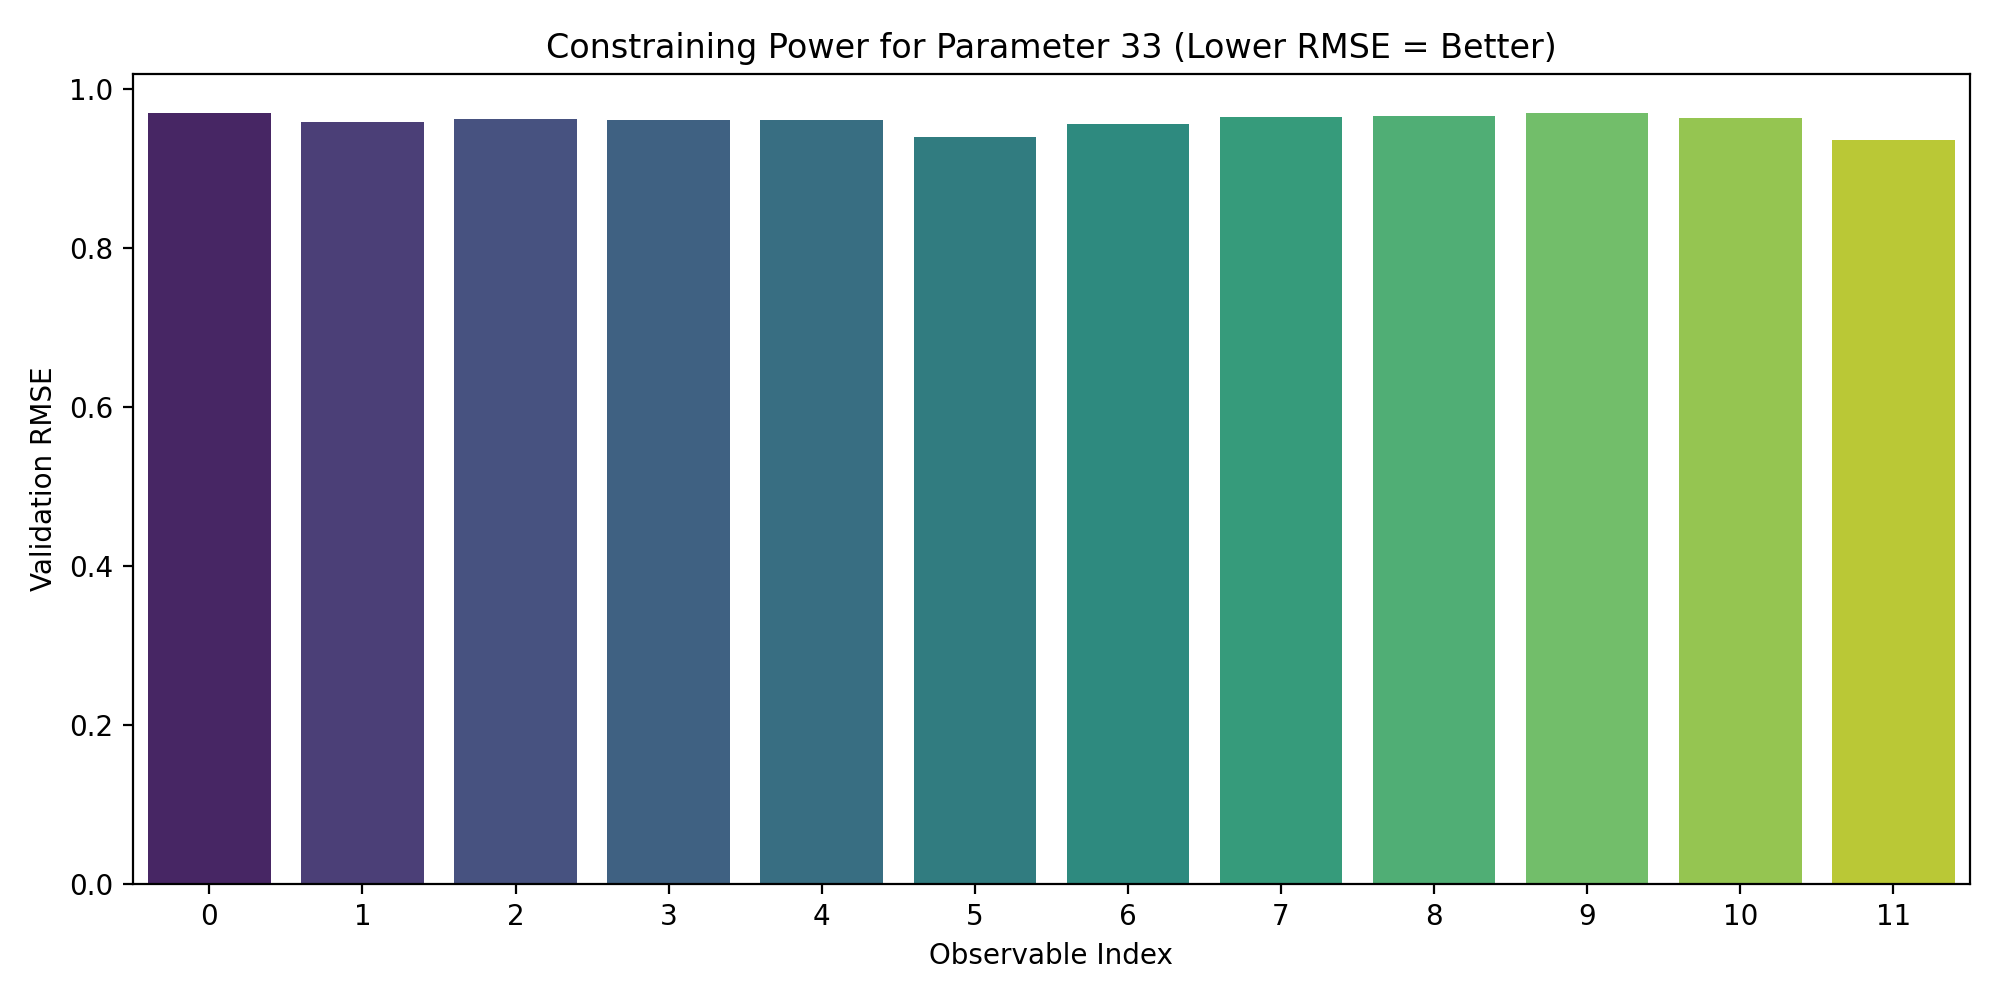 Constraining Power for Parameter 33 (Lower RMSE = Better)
Validation RMSE
1.0
0.8
0.6
0.4
0.2
0.0
0 1 2 3 4 5 6 7 8 9 10 11
Observable Index